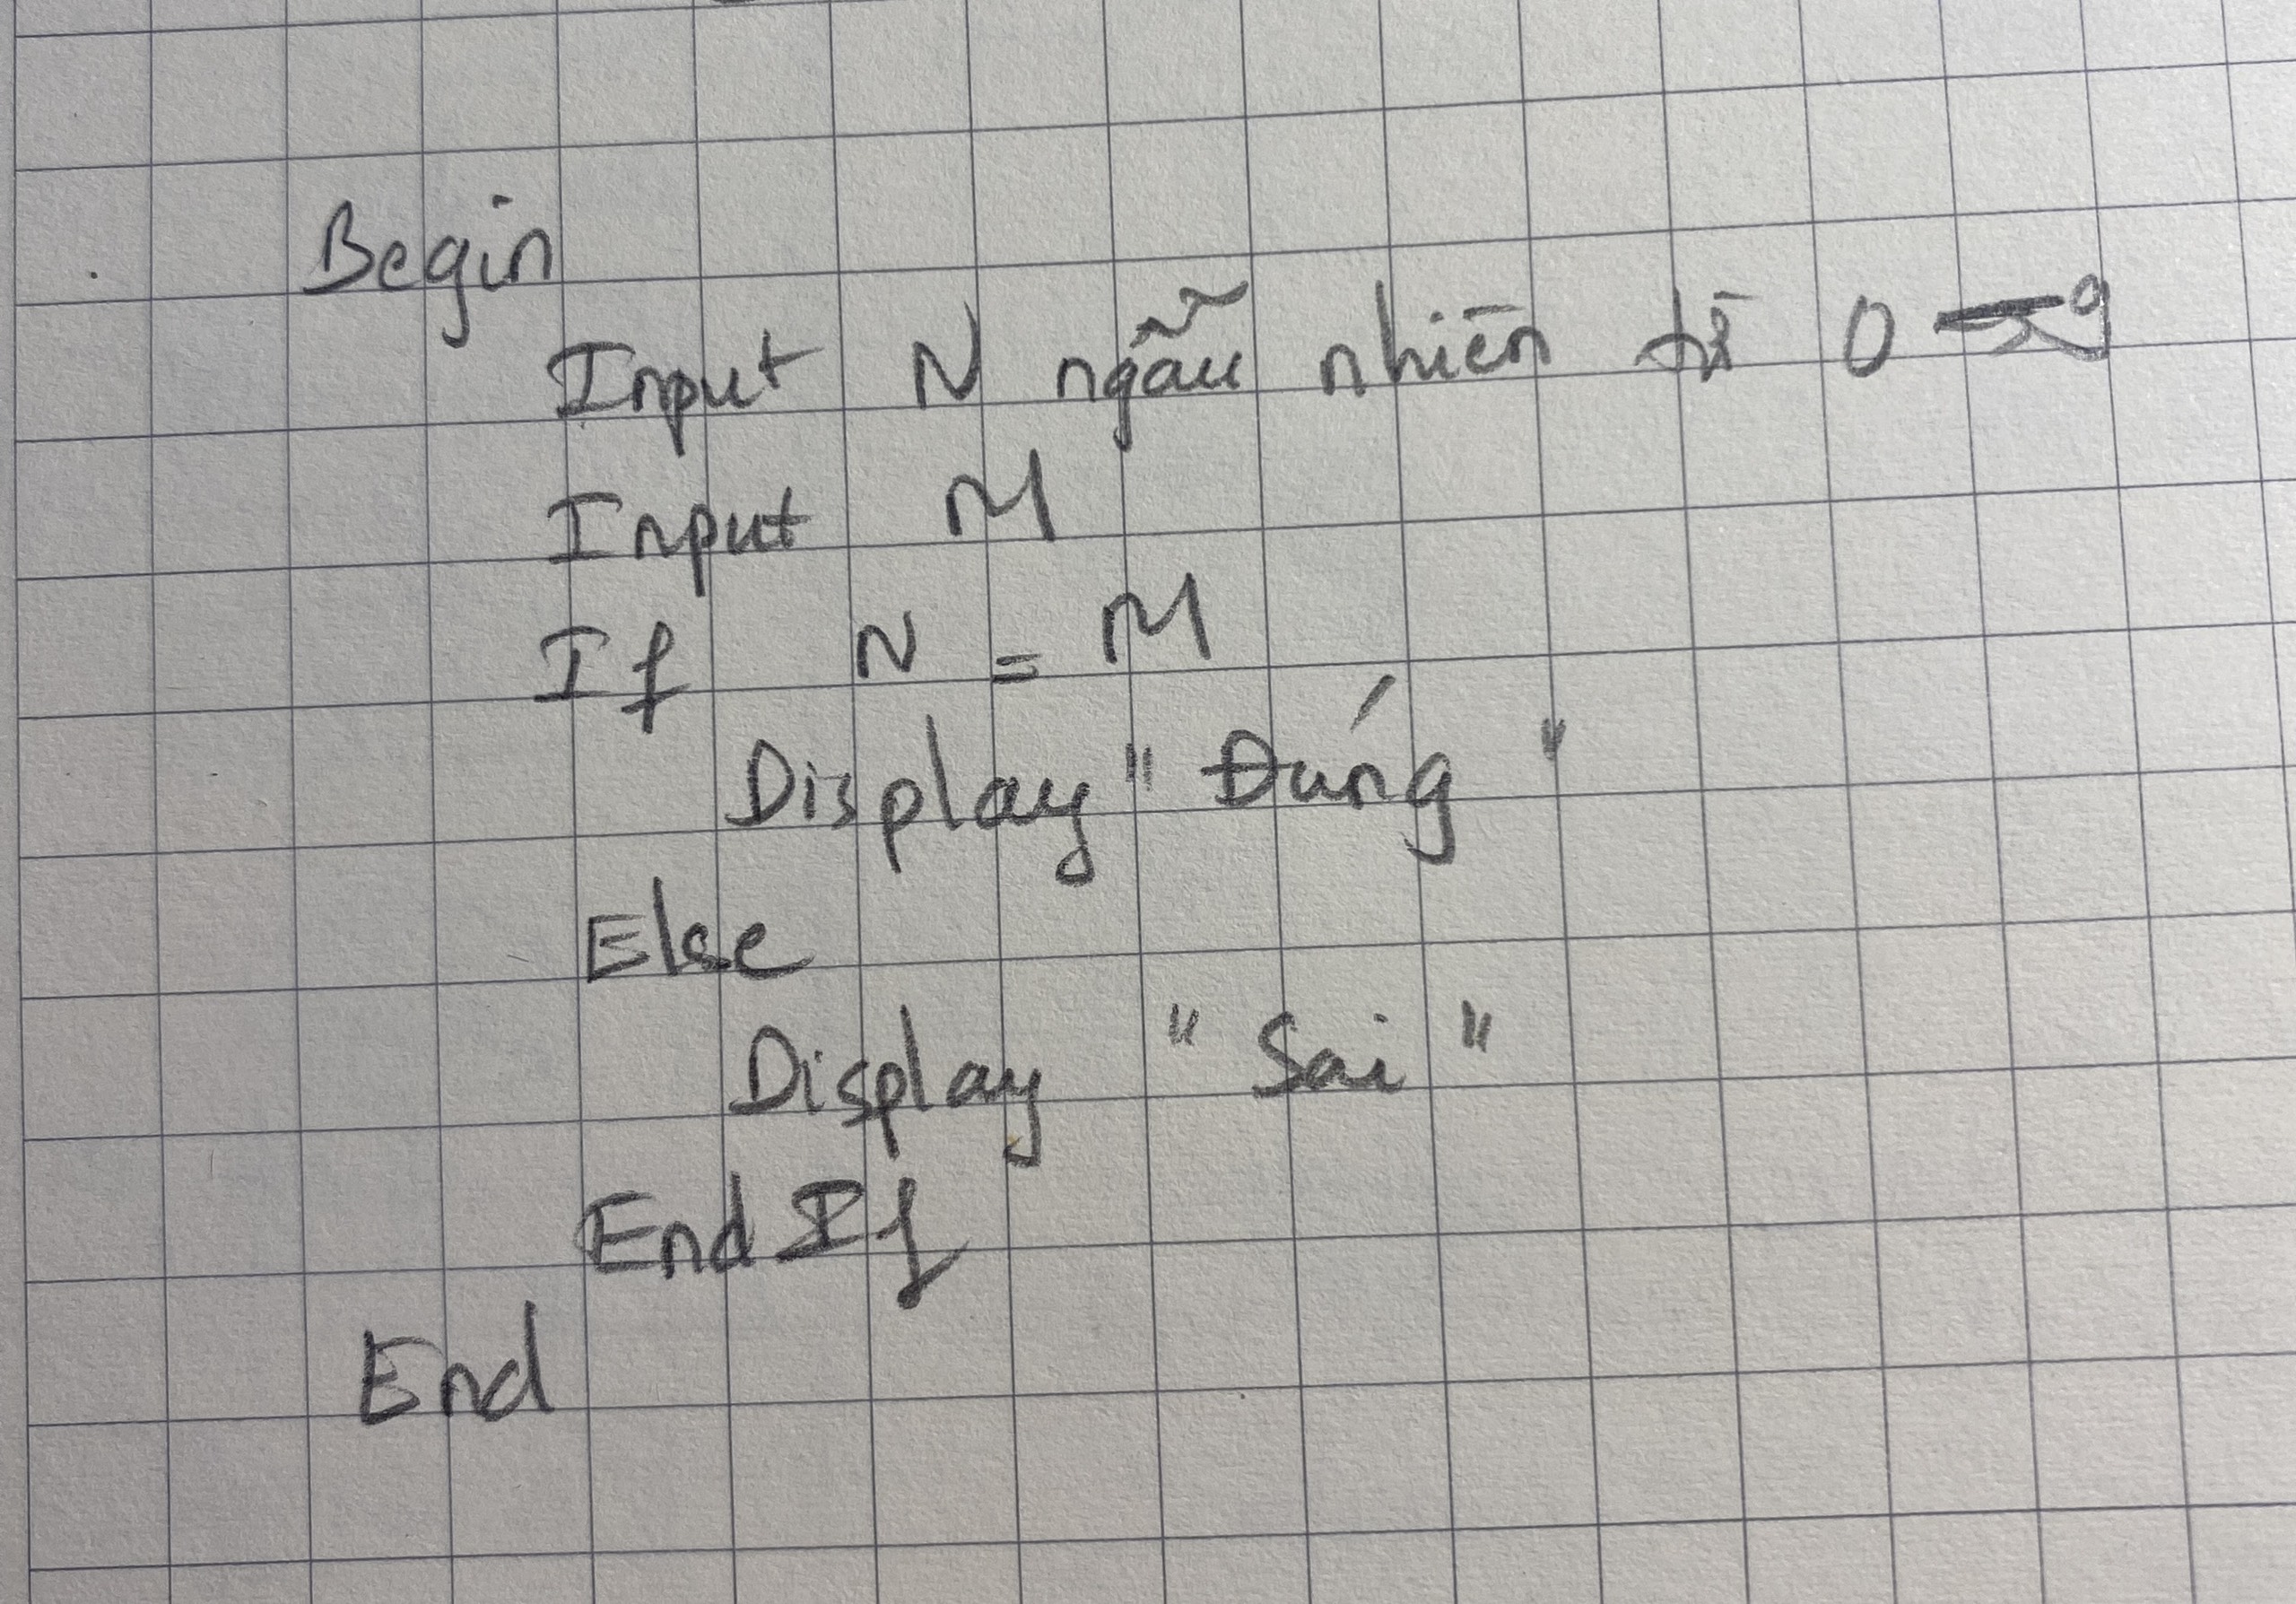 Begin
Input N ngẫu nhiên từ 0 → 9
Input M
If N = M
Display "Đúng"
Else
Display "Sai"
End If
End